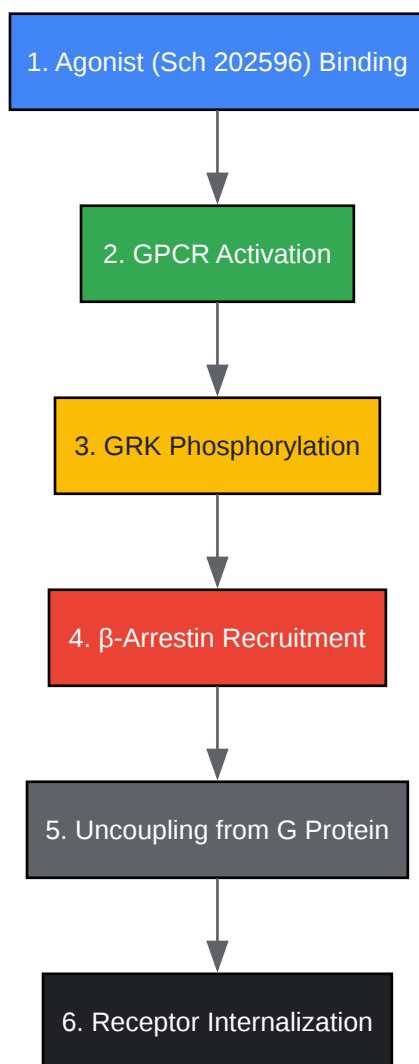 1. Agonist (Sch 202596) Binding
2. GPCR Activation
3. GRK Phosphorylation
4. β-Arrestin Recruitment
5. Uncoupling from G Protein
6. Receptor Internalization